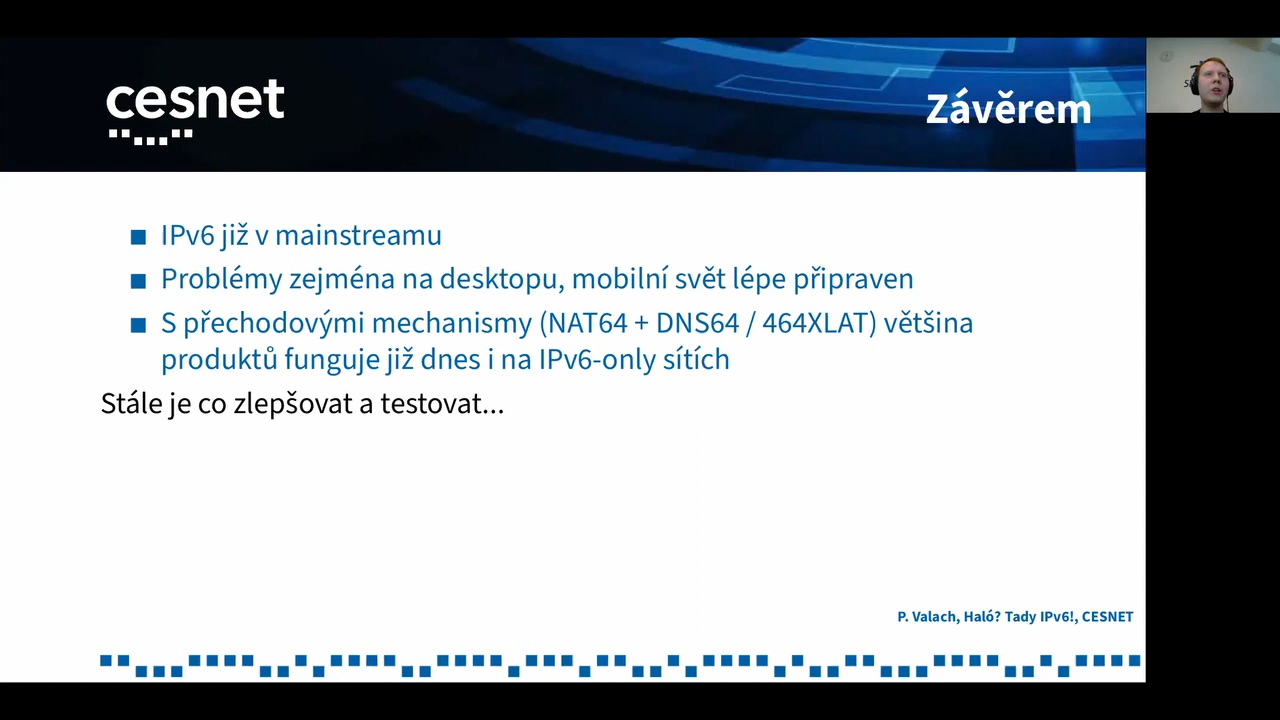 cesnet
Závěrem
IPv6 již v mainstreamu
Problémy zejména na desktopu, mobilní svět lépe připraven
S přechodovými mechanismy (NAT64 + DNS64 / 464XLAT) většina
produktů funguje již dnes i na IPv6-only sítích
Stále je co zlepšovat a testovat...
P. Valach, Haló? Tady IPv6!, CESNET